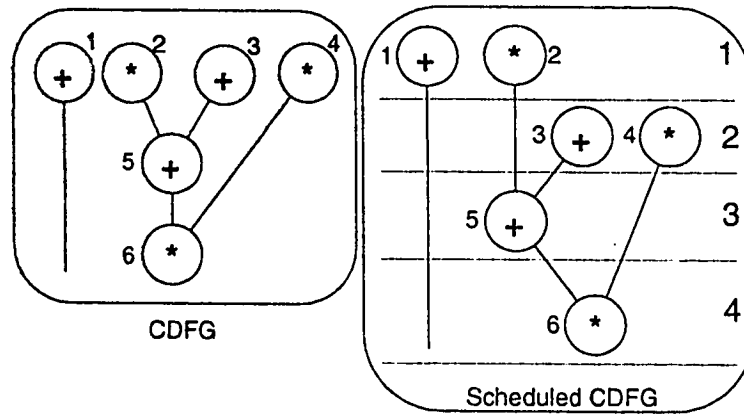 1 2 3 4
+ * + *
5 +
6 *
CDFG
1 + * 2 1
3 + 4 * 2
5 + 3
6 * 4
Scheduled CDFG